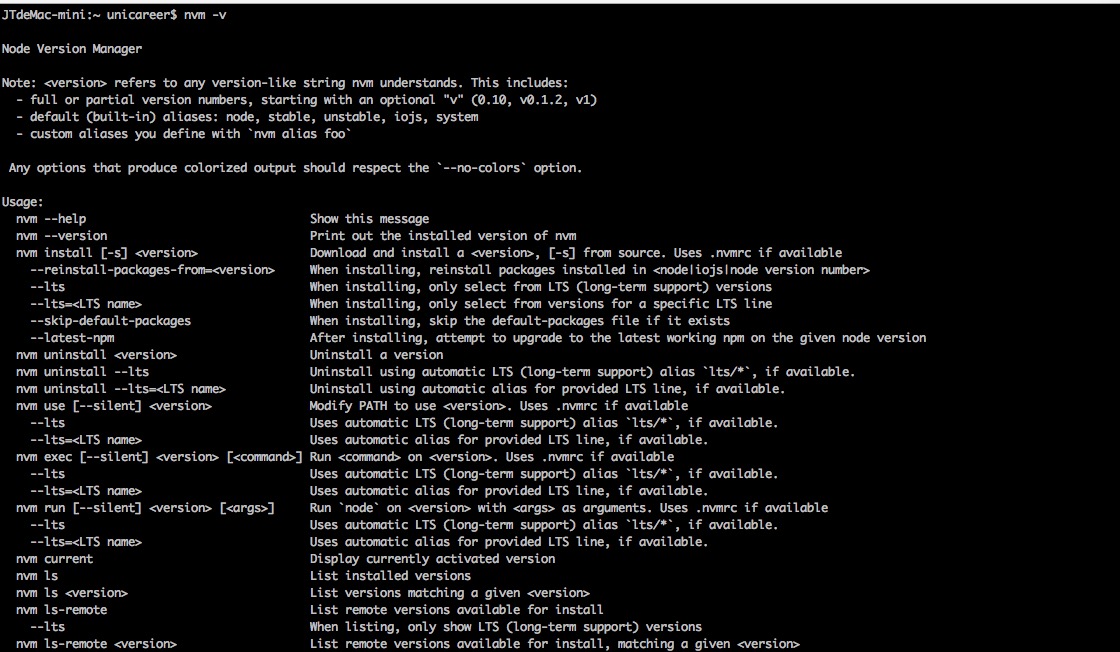 JTdeMac-mini:~ unicareer$ nvm -v
Node Version Manager
Note: <version> refers to any version-like string nvm understands. This includes:
- full or partial version numbers, starting with an optional "v" (0.10, v0.1.2, v1)
- default (built-in) aliases: node, stable, unstable, iojs, system
- custom aliases you define with `nvm alias foo`
Any options that produce colorized output should respect the `--no-colors` option.
Usage:
nvm --help Show this message
nvm --version Print out the installed version of nvm
nvm install [-s] <version> Download and install a <version>, [-s] from source. Uses .nvmrc if available
--reinstall-packages-from=<version> When installing, reinstall packages installed in <node|iojs|node version number>
--lts When installing, only select from LTS (long-term support) versions
--lts=<LTS name> When installing, only select from versions for a specific LTS line
--skip-default-packages When installing, skip the default-packages file if it exists
--latest-npm After installing, attempt to upgrade to the latest working npm on the given node version
nvm uninstall <version> Uninstall a version
nvm uninstall --lts Uninstall using automatic LTS (long-term support) alias `lts/*`, if available.
nvm uninstall --lts=<LTS name> Uninstall using automatic alias for provided LTS line, if available.
nvm use [--silent] <version> Modify PATH to use <version>. Uses .nvmrc if available
--lts Uses automatic LTS (long-term support) alias `lts/*`, if available.
--lts=<LTS name> Uses automatic alias for provided LTS line, if available.
nvm exec [--silent] <version> [<command>] Run <command> on <version>. Uses .nvmrc if available
--lts Uses automatic LTS (long-term support) alias `lts/*`, if available.
--lts=<LTS name> Uses automatic alias for provided LTS line, if available.
nvm run [--silent] <version> [<args>] Run `node` on <version> with <args> as arguments. Uses .nvmrc if available
--lts Uses automatic LTS (long-term support) alias `lts/*`, if available.
--lts=<LTS name> Uses automatic alias for provided LTS line, if available.
nvm current Display currently activated version
nvm ls List installed versions
nvm ls <version> List versions matching a given <version>
nvm ls-remote List remote versions available for install
--lts When listing, only show LTS (long-term support) versions
nvm ls-remote <version> List remote versions available for install, matching a given <version>